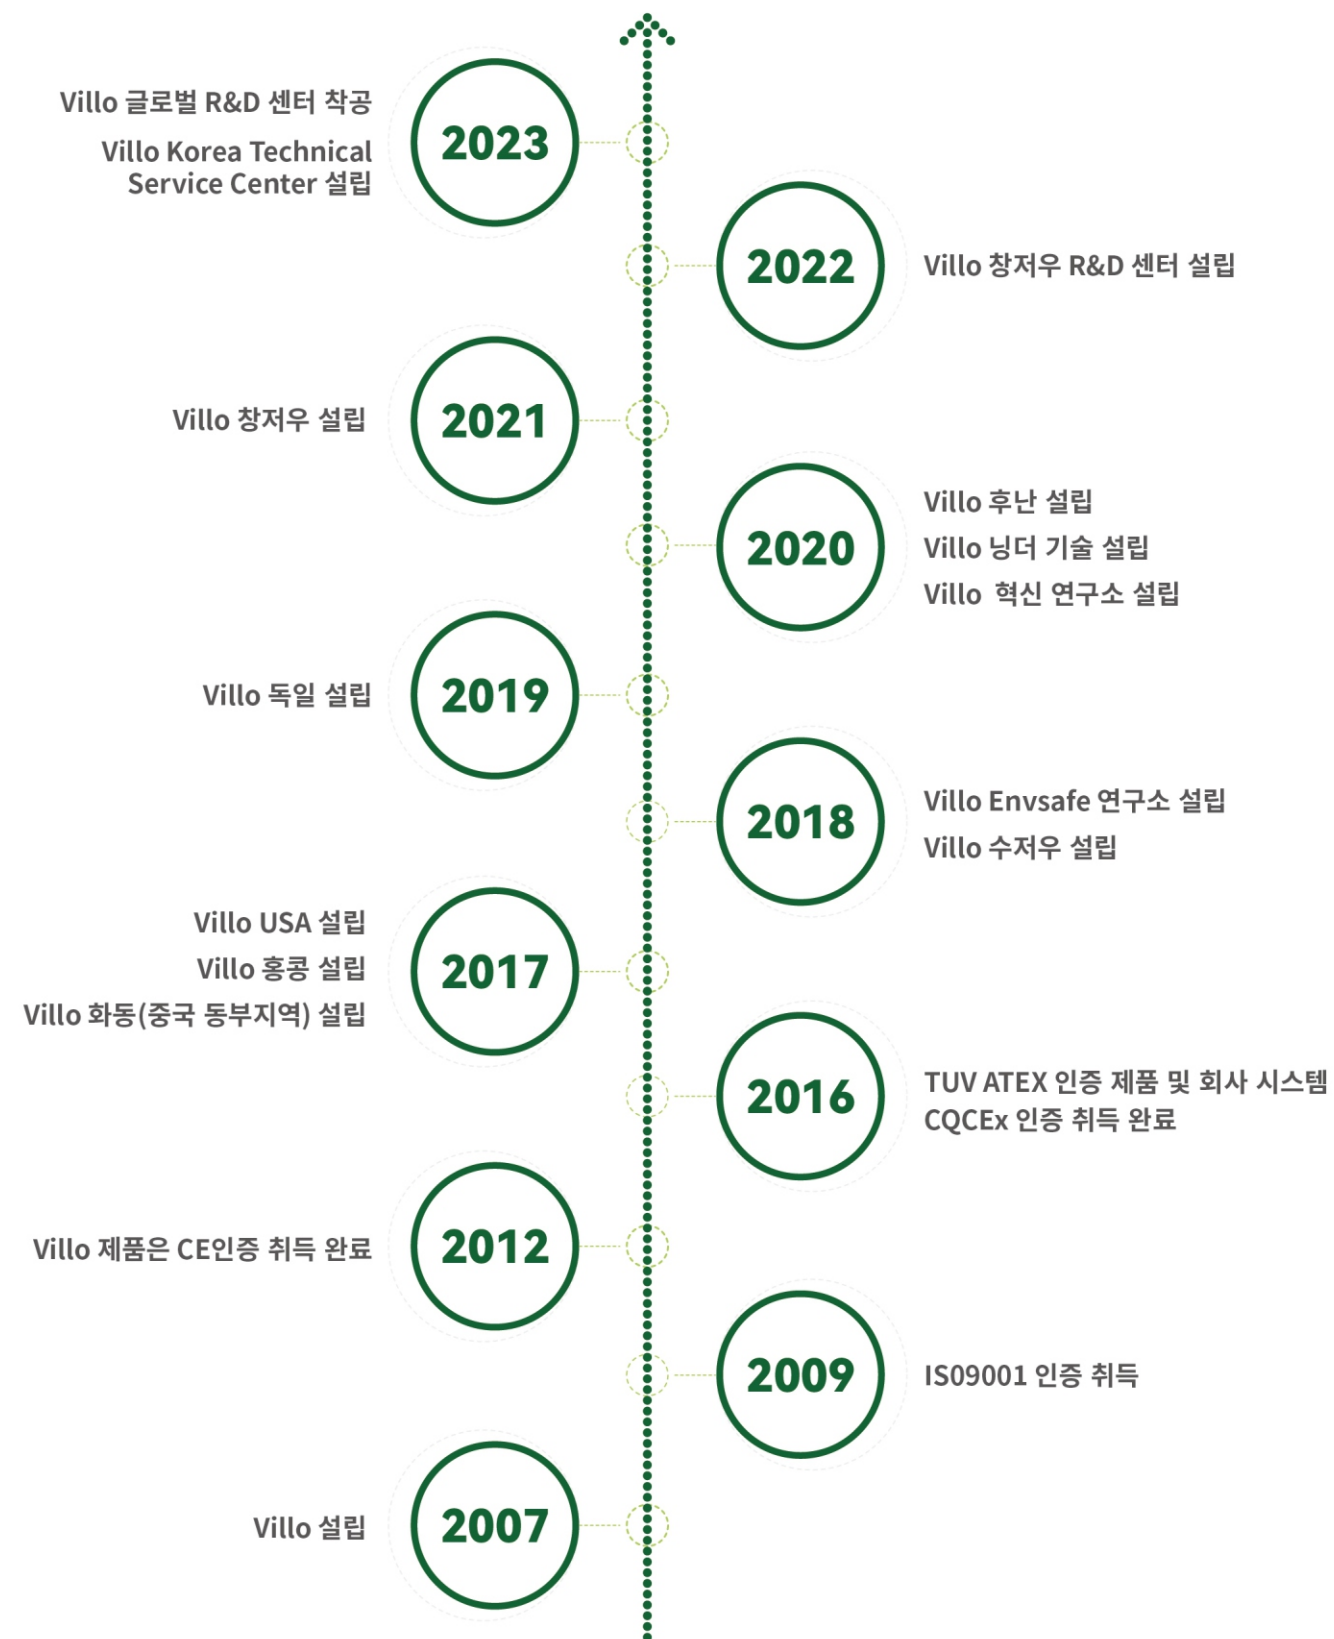 Villo 글로벌 R&D 센터 착공
Villo Korea Technical
Service Center 설립
2023
2022
Villo 창저우 R&D 센터 설립
Villo 창저우 설립
2021
2020
Villo 후난 설립
Villo 닝더 기술 설립
Villo 혁신 연구소 설립
Villo 독일 설립
2019
2018
Villo Envsafe 연구소 설립
Villo 수저우 설립
Villo USA 설립
Villo 홍콩 설립
Villo 화동(중국 동부지역) 설립
2017
2016
TUV ATEX 인증 제품 및 회사 시스템
CQCEx 인증 취득 완료
Villo 제품은 CE인증 취득 완료
2012
2009
IS09001 인증 취득
Villo 설립
2007